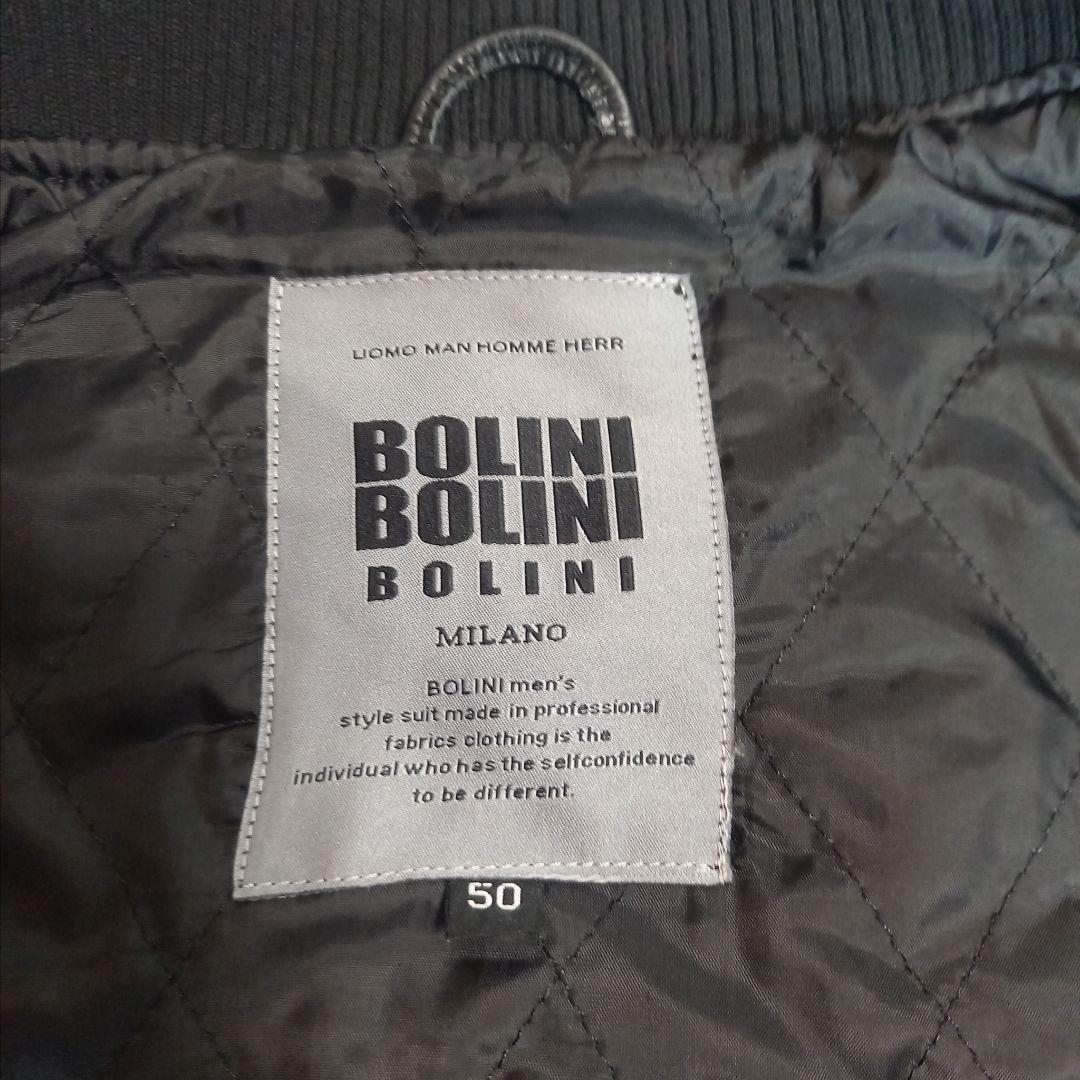 UOMO MAN HOMME HERR
BOLINI
BOLINI
BOLINI
MILANO
BOLINI men's
style suit made in professional
fabrics clothing is the
individual who has the selfconfidence
to be different.
50